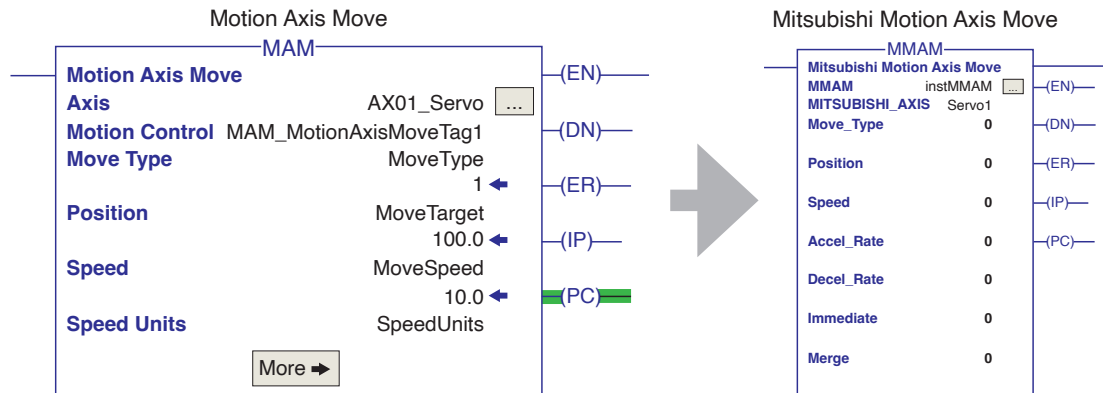 Motion Axis Move
MAM
Motion Axis Move
Axis AX01_Servo ...
Motion Control MAM_MotionAxisMoveTag1
Move Type MoveType
1
Position MoveTarget
100.0
Speed MoveSpeed
10.0
Speed Units SpeedUnits
More
(EN)
(DN)
(ER)
(IP)
(PC)
Mitsubishi Motion Axis Move
MMAM
Mitsubishi Motion Axis Move
MMAM instMMAM ...
MITSUBISHI_AXIS Servo1
Move_Type 0
Position 0
Speed 0
Accel_Rate 0
Decel_Rate 0
Immediate 0
Merge 0
(EN)
(DN)
(ER)
(IP)
(PC)